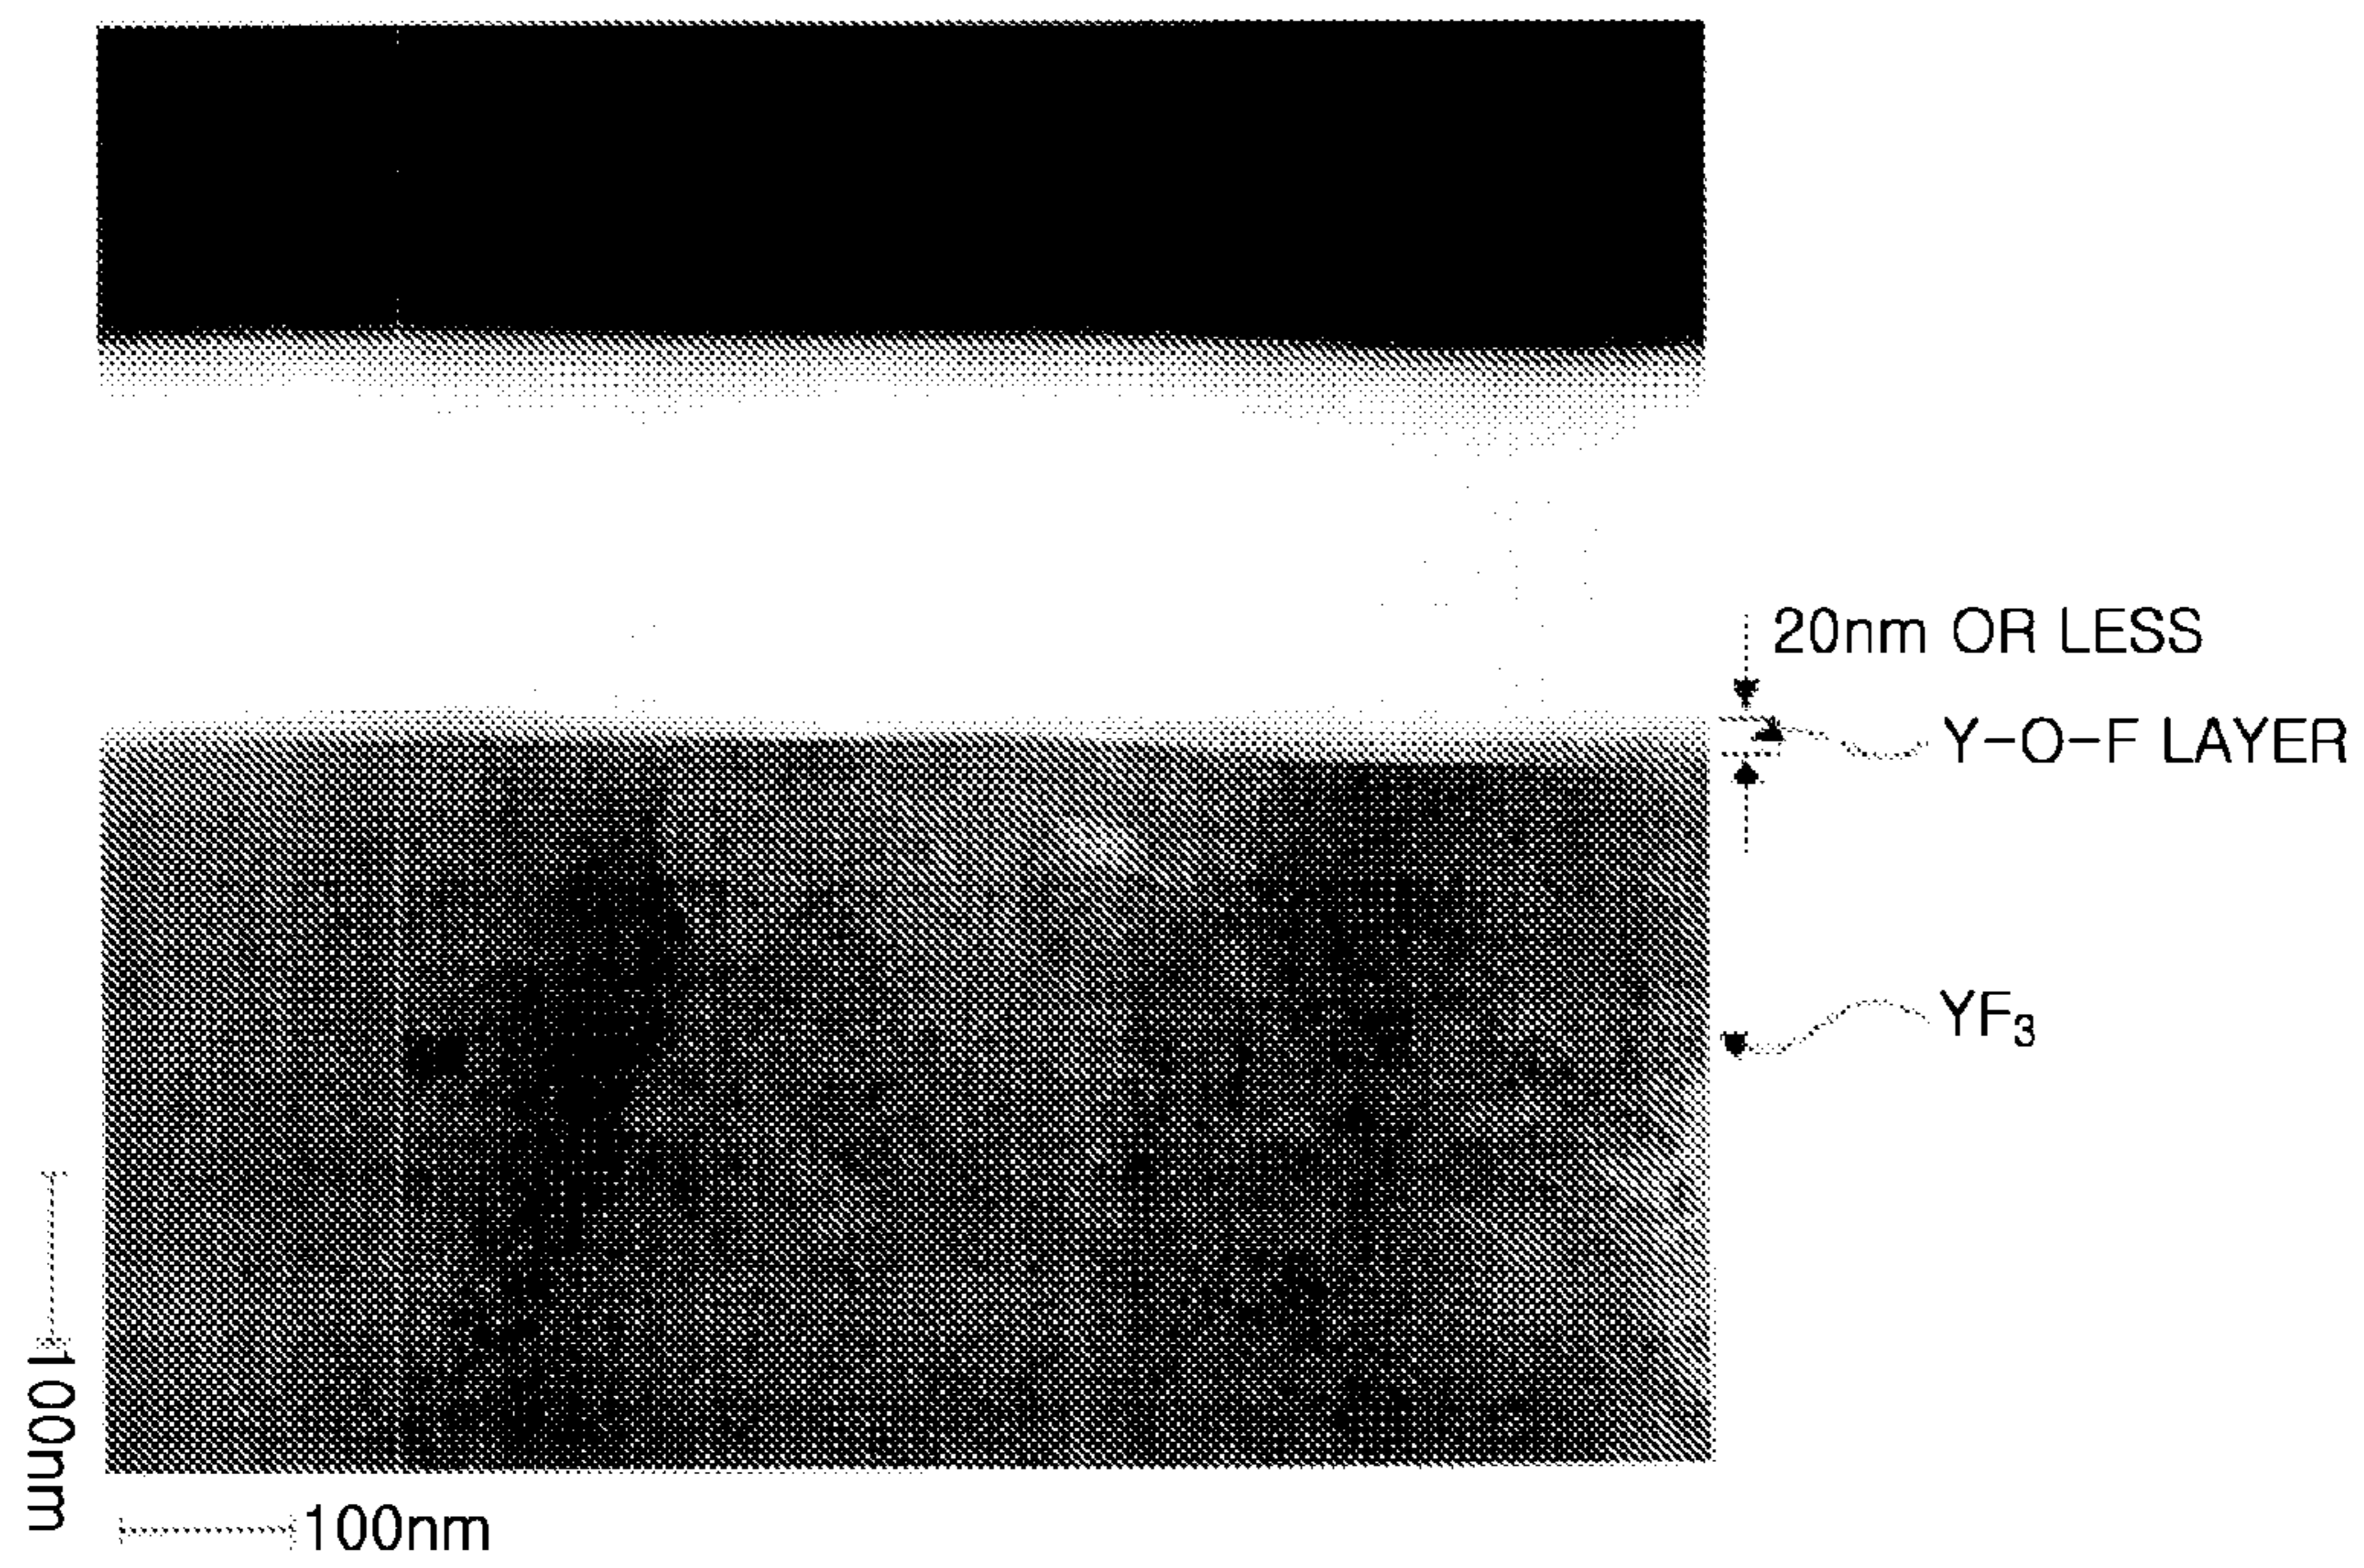 20nm OR LESS
Y-O-F LAYER
YF₃
100nm
100nm